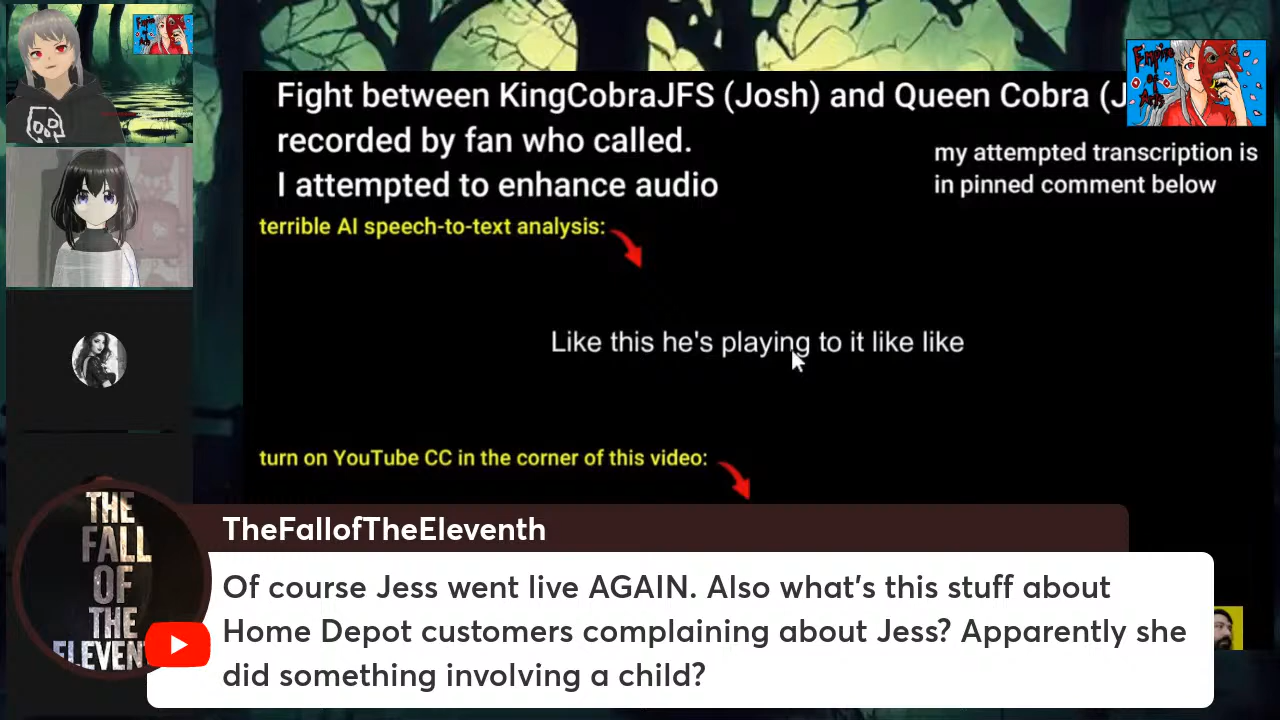 Fight between KingCobraJFS (Josh) and Queen Cobra (J
recorded by fan who called.
I attempted to enhance audio
my attempted transcription is
in pinned comment below
terrible AI speech-to-text analysis:
Like this he's playing to it like like
turn on YouTube CC in the corner of this video:
Empire
of
Arts
THE
FALL
OF
THE
ELEVEN
TheFallofTheEleventh
Of course Jess went live AGAIN. Also what's this stuff about
Home Depot customers complaining about Jess? Apparently she
did something involving a child?